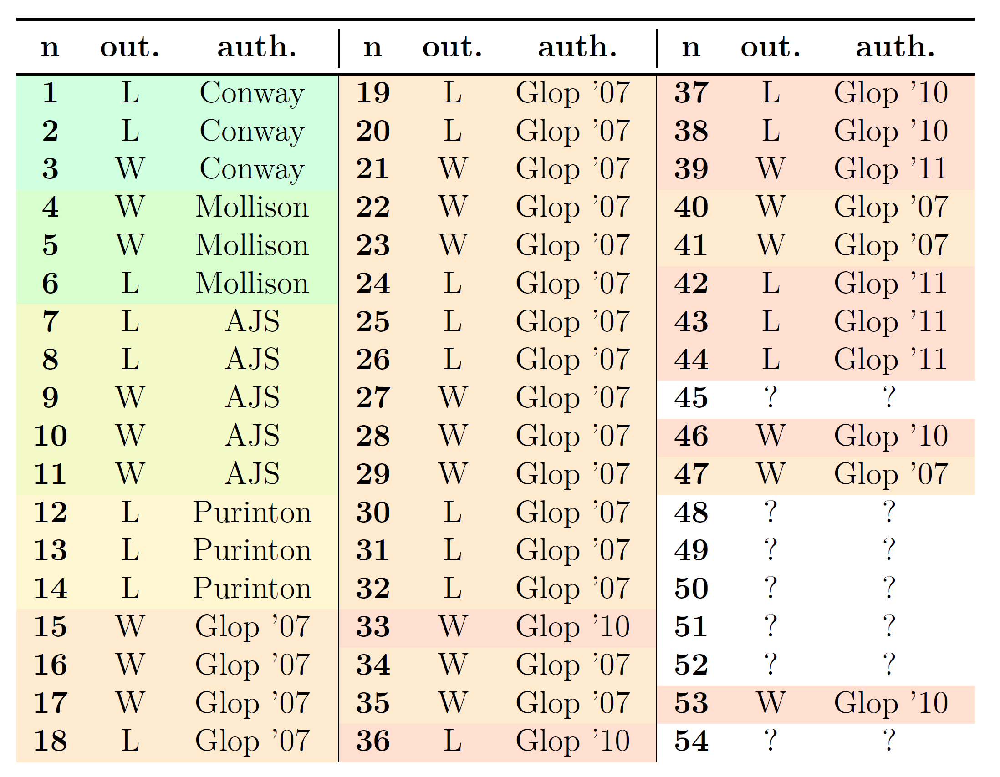 n out. auth. n out. auth. n out. auth.
1 L Conway 19 L Glop ’07 37 L Glop ’10
2 L Conway 20 L Glop ’07 38 L Glop ’10
3 W Conway 21 W Glop ’07 39 W Glop ’11
4 W Mollison 22 W Glop ’07 40 W Glop ’07
5 W Mollison 23 W Glop ’07 41 W Glop ’07
6 L Mollison 24 L Glop ’07 42 L Glop ’11
7 L AJS 25 L Glop ’07 43 L Glop ’11
8 L AJS 26 L Glop ’07 44 L Glop ’11
9 W AJS 27 W Glop ’07 45 ? ?
10 W AJS 28 W Glop ’07 46 W Glop ’10
11 W AJS 29 W Glop ’07 47 W Glop ’07
12 L Purinton 30 L Glop ’07 48 ? ?
13 L Purinton 31 L Glop ’07 49 ? ?
14 L Purinton 32 L Glop ’07 50 ? ?
15 W Glop ’07 33 W Glop ’10 51 ? ?
16 W Glop ’07 34 W Glop ’07 52 ? ?
17 W Glop ’07 35 W Glop ’07 53 W Glop ’10
18 L Glop ’07 36 L Glop ’10 54 ? ?